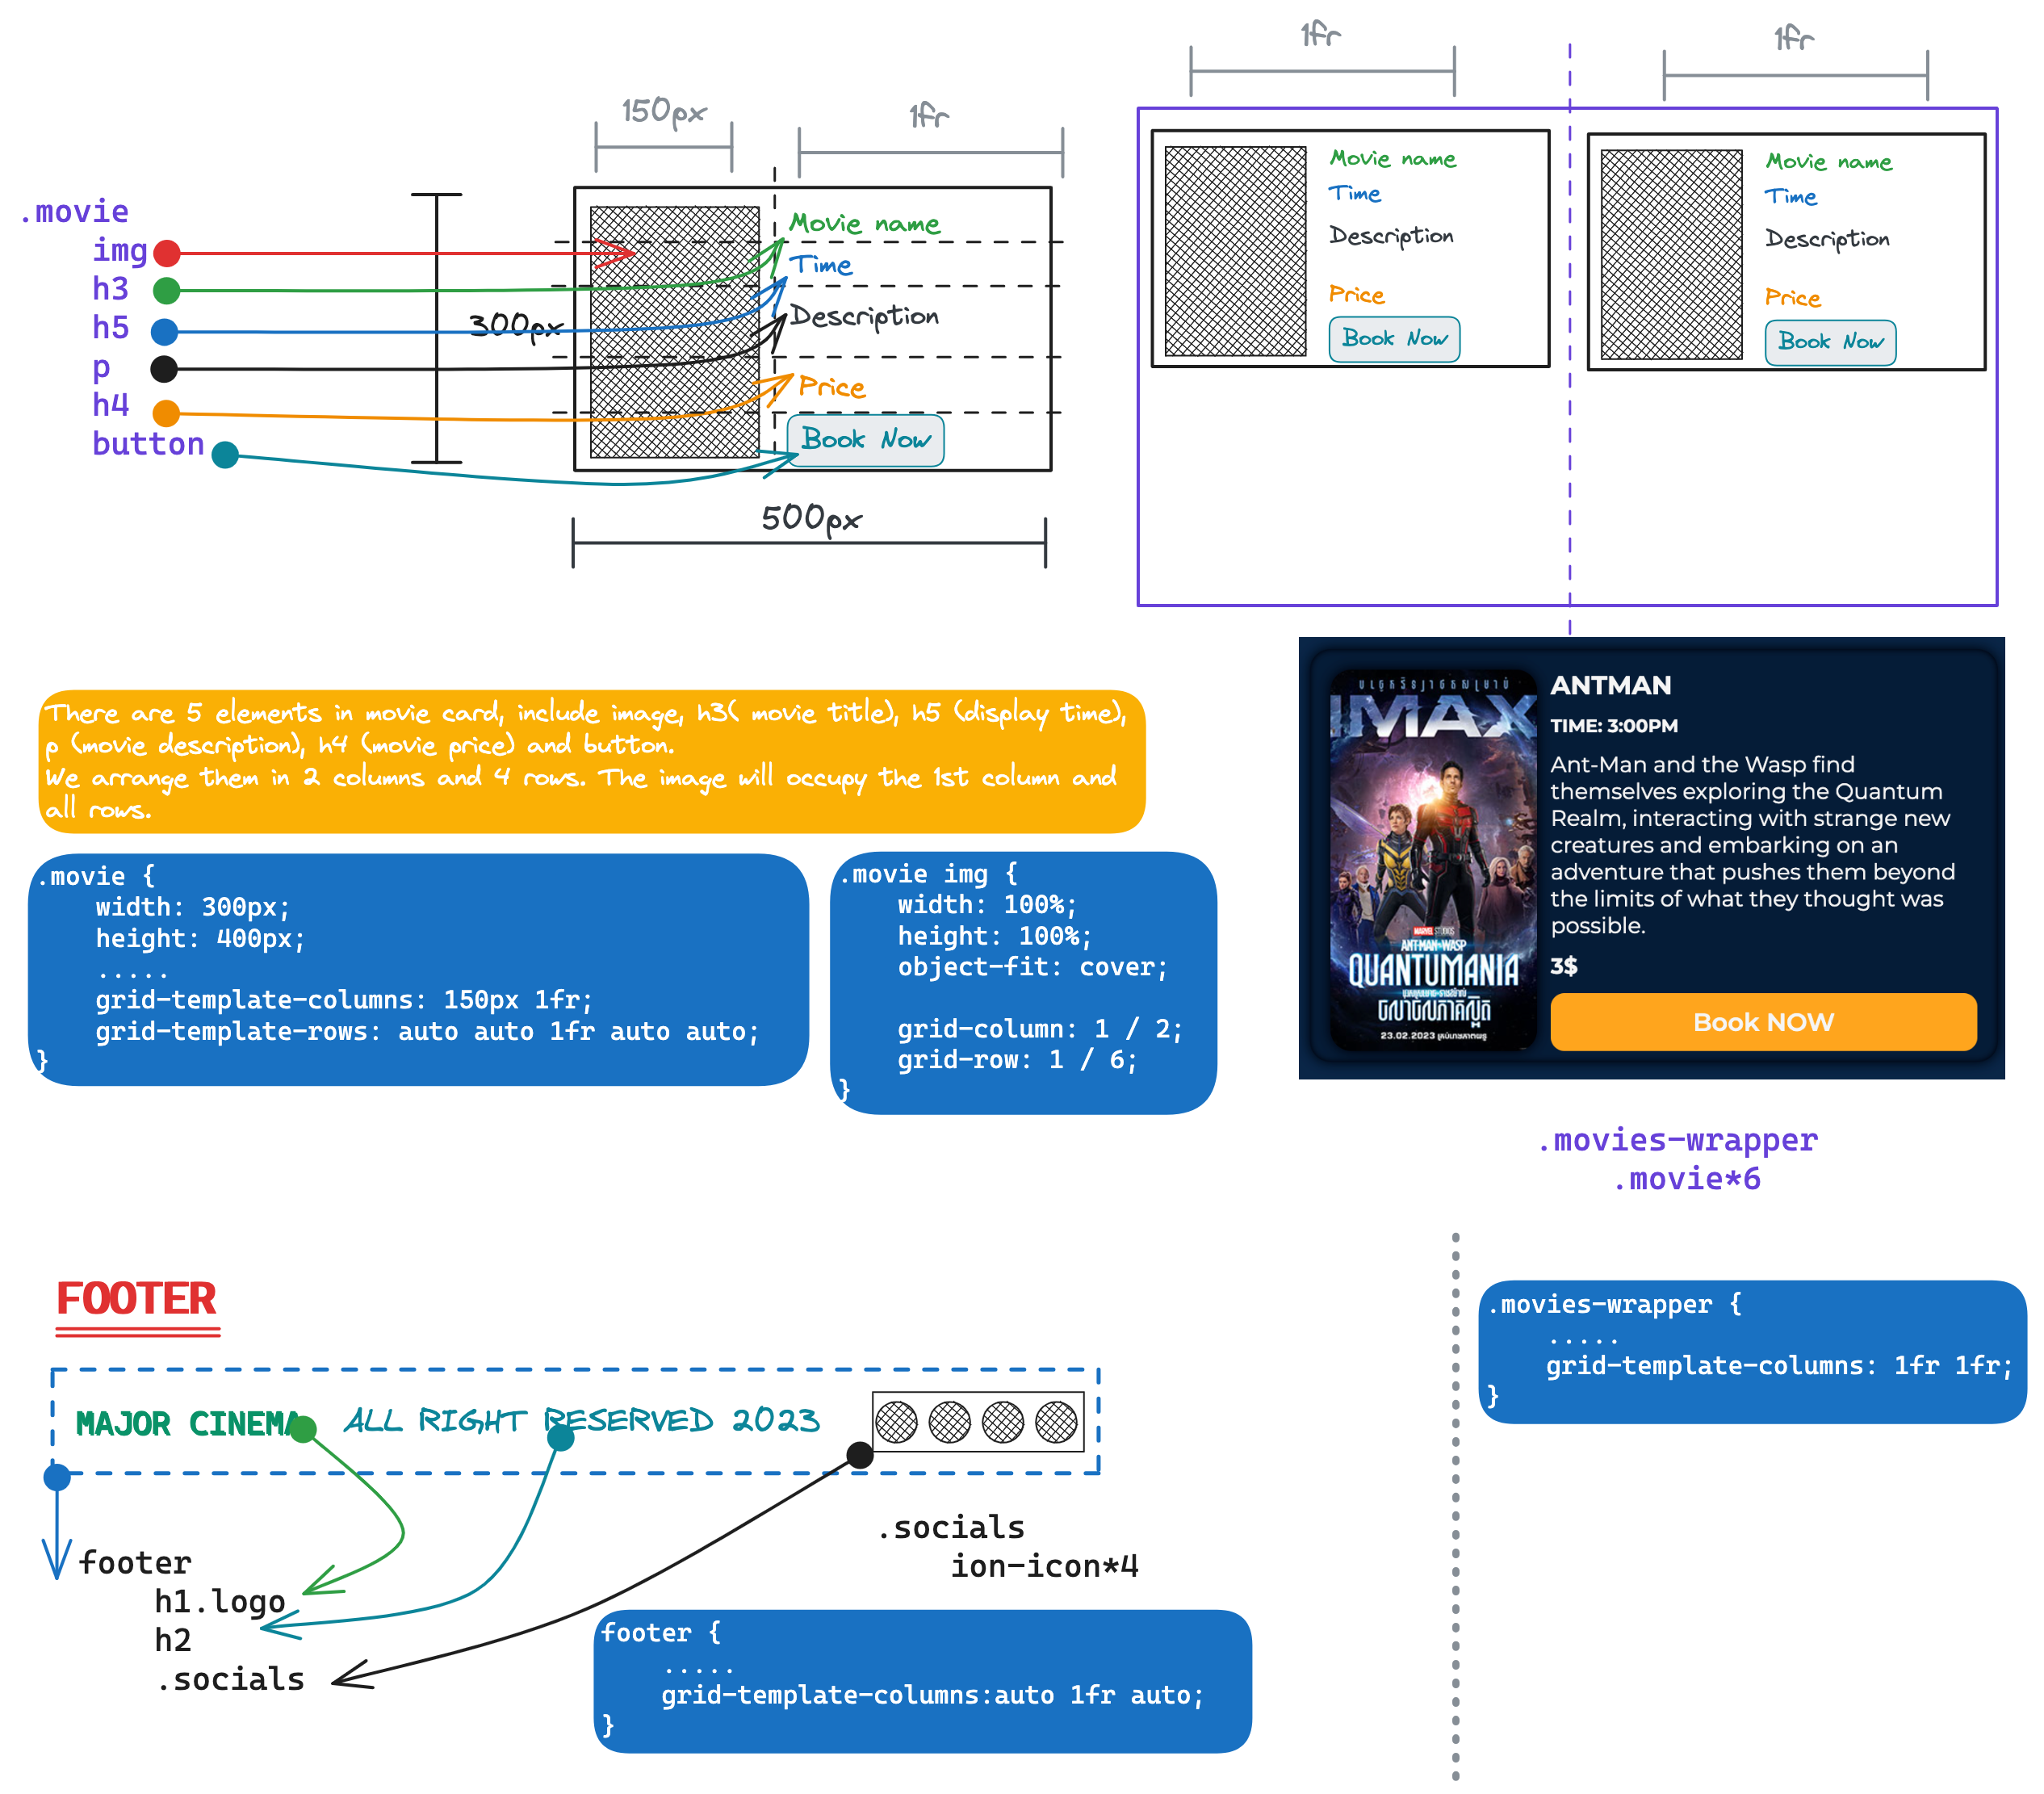 150px
1fr
.movie
img
h3
h5
p
h4
button
300px
Movie name
Time
Description
Price
Book Now
500px
1fr
1fr
Movie name
Time
Description
Price
Book Now
Movie name
Time
Description
Price
Book Now
There are 5 elements in movie card, include image, h3( movie title), h5 (display time),
p (movie description), h4 (movie price) and button.
We arrange them in 2 columns and 4 rows. The image will occupy the 1st column and
all rows.
.movie {
width: 300px;
height: 400px;
.....
grid-template-columns: 150px 1fr;
grid-template-rows: auto auto 1fr auto auto;
}
.movie img {
width: 100%;
height: 100%;
object-fit: cover;
grid-column: 1 / 2;
grid-row: 1 / 6;
}
IMAX
MARVEL STUDIOS
ANT-MAN AND WASP
QUANTUMANIA
23.02.2023
ANTMAN
TIME: 3:00PM
Ant-Man and the Wasp find
themselves exploring the Quantum
Realm, interacting with strange new
creatures and embarking on an
adventure that pushes them beyond
the limits of what they thought was
possible.
3$
Book NOW
.movies-wrapper
.movie*6
FOOTER
MAJOR CINEMA
ALL RIGHT RESERVED 2023
footer
h1.logo
h2
.socials
.socials
ion-icon*4
footer {
.....
grid-template-columns:auto 1fr auto;
}
.movies-wrapper {
.....
grid-template-columns: 1fr 1fr;
}